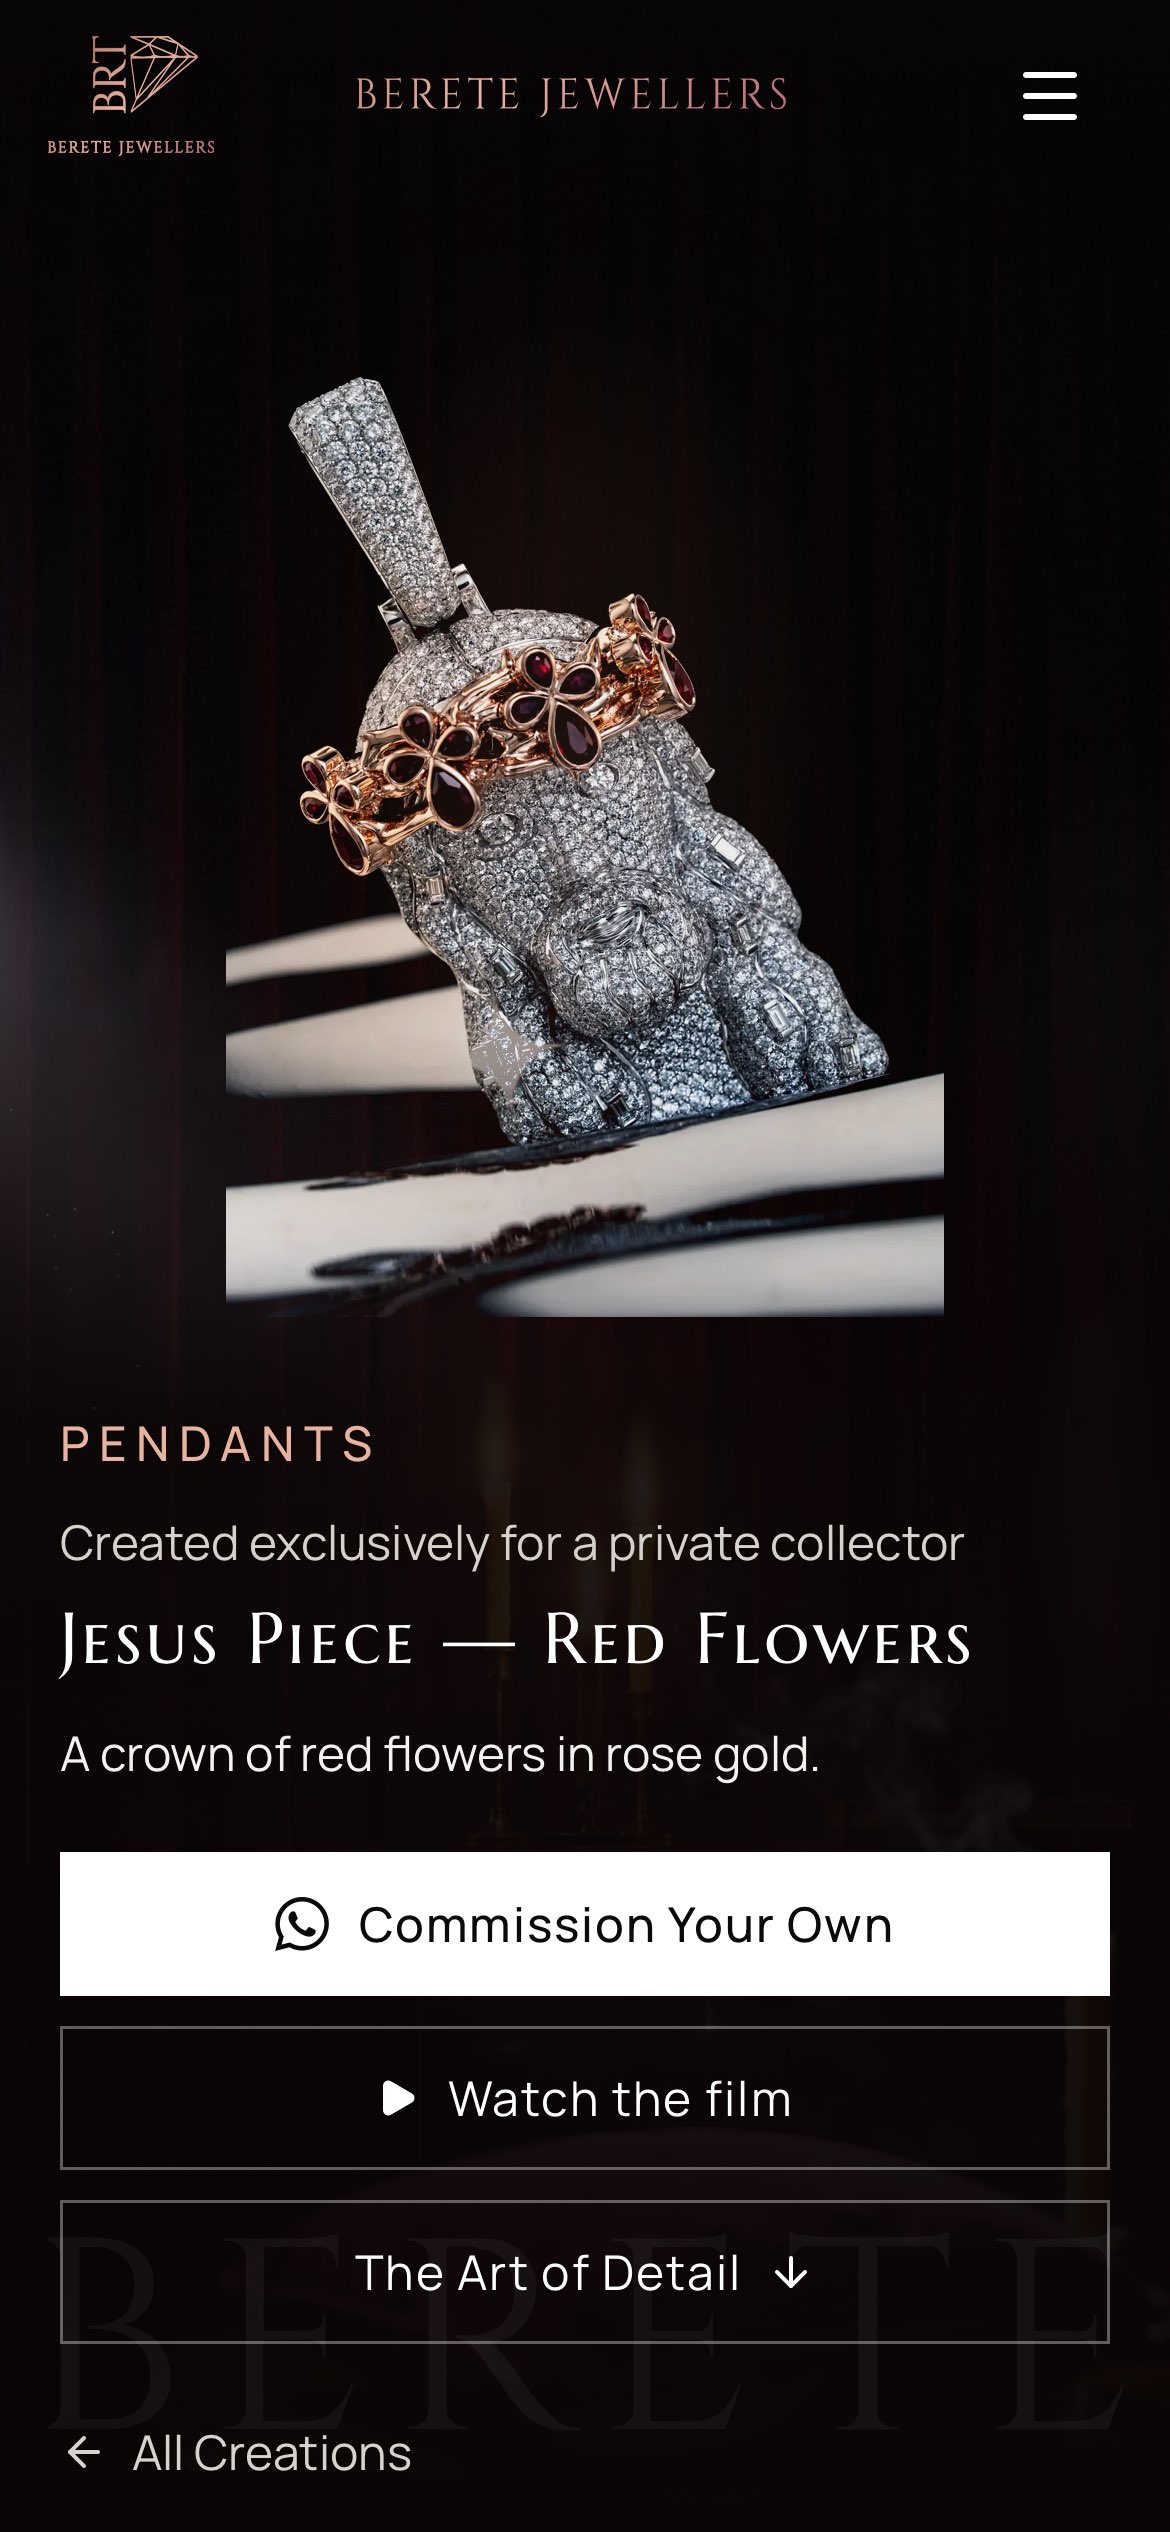 BRT
BERETE JEWELLERS
BERETE JEWELLERS
PENDANTS
Created exclusively for a private collector
Jesus Piece — Red Flowers
A crown of red flowers in rose gold.
Commission Your Own
Watch the film
The Art of Detail
BERETE
All Creations